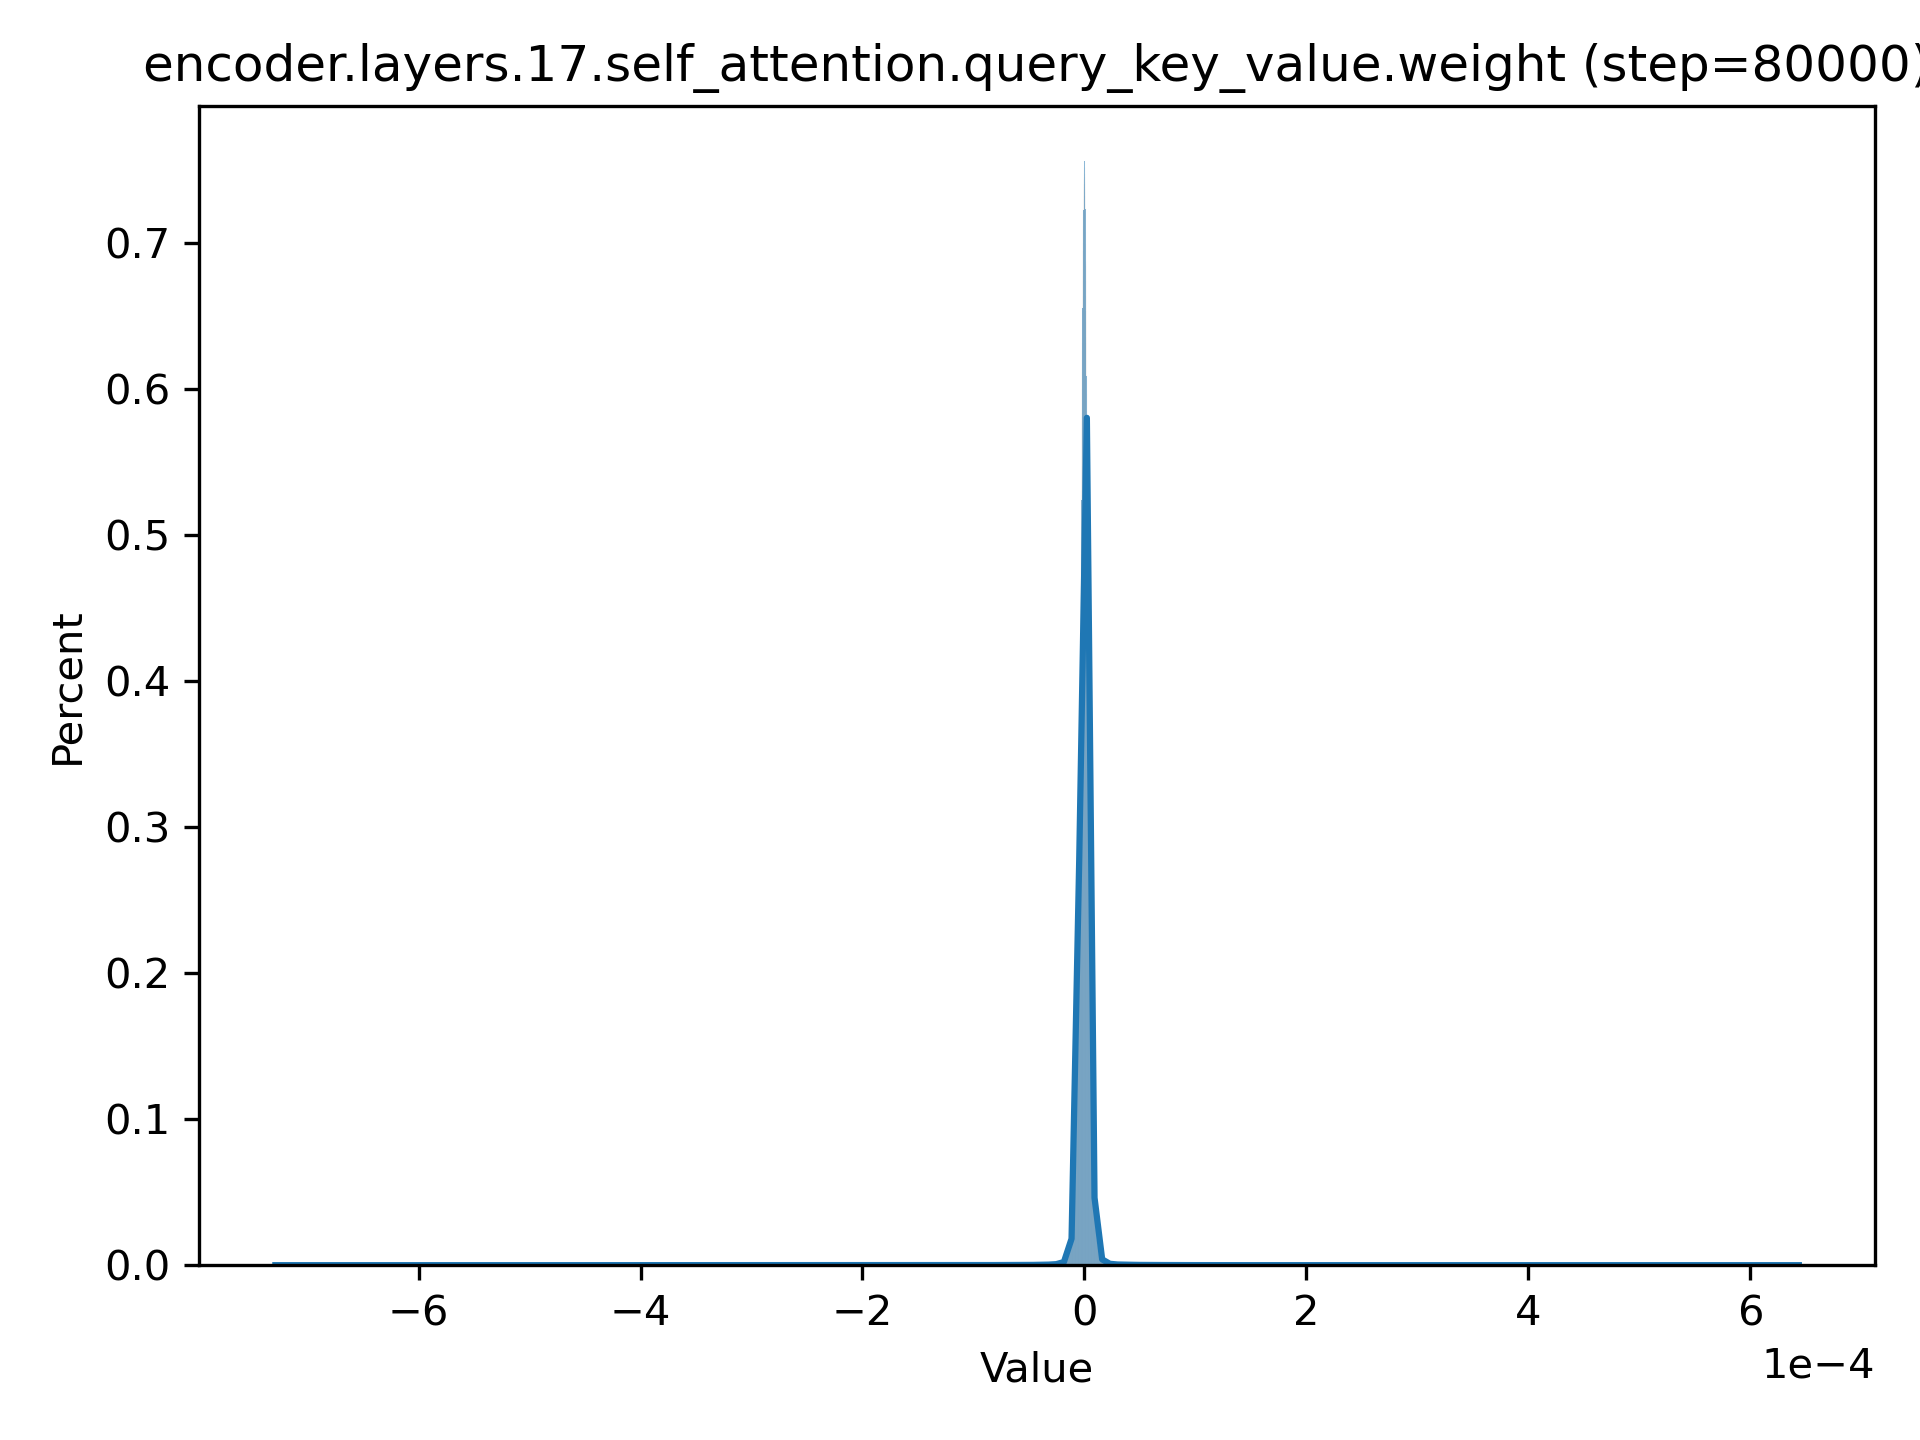 encoder.layers.17.self_attention.query_key_value.weight (step=80000)
0.7
0.6
0.5
0.4
0.3
0.2
0.1
0.0
Percent
−6 −4 −2 0 2 4 6
1e−4
Value